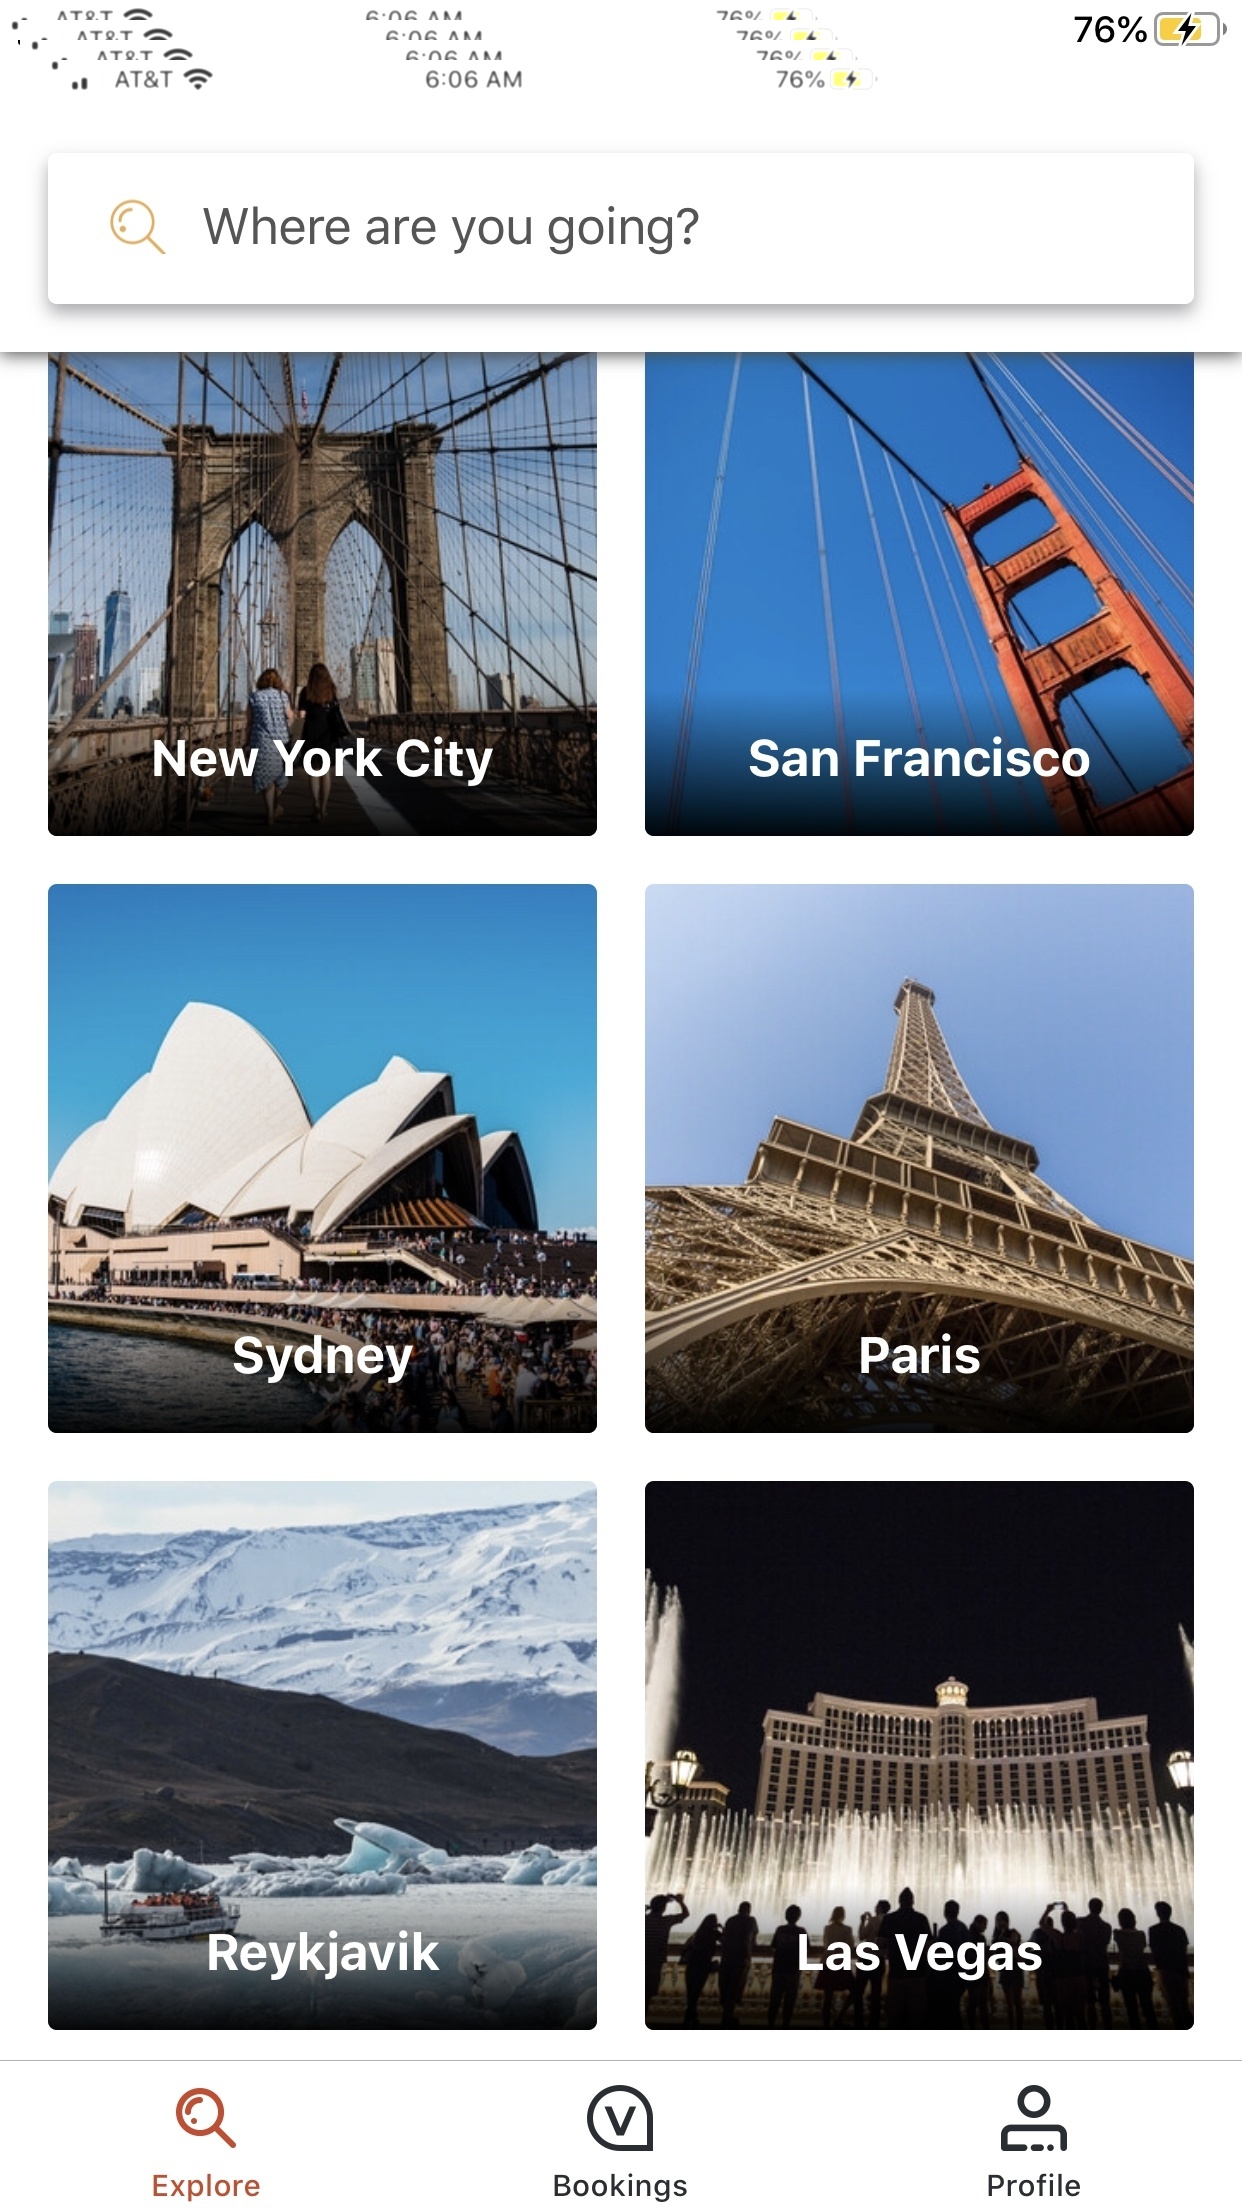 AT&T 6:06 AM 76% 76%
AT&T 6:06 AM 76%
AT&T 6:06 AM 76%
AT&T 6:06 AM 76%
Where are you going?
New York City San Francisco
Sydney Paris
Reykjavik Las Vegas
Explore Bookings Profile